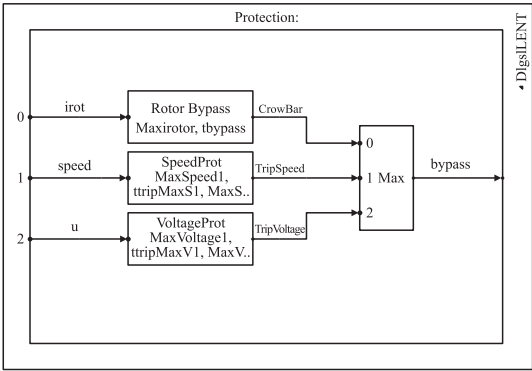 Protection:
DIgsILENT
0
irot
Rotor Bypass
Maxirotor, tbypass
CrowBar
0
1
speed
SpeedProt
MaxSpeed1,
ttripMaxS1, MaxS..
TripSpeed
1 Max
bypass
2
u
VoltageProt
MaxVoltage1,
ttripMaxV1, MaxV..
TripVoltage
2